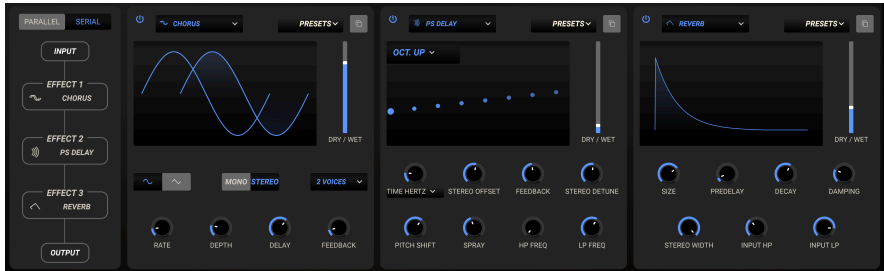 PARALLEL SERIAL
INPUT
EFFECT 1
CHORUS
EFFECT 2
PS DELAY
EFFECT 3
REVERB
OUTPUT
CHORUS PRESETS
DRY / WET
MONO STEREO 2 VOICES
RATE DEPTH DELAY FEEDBACK
PS DELAY PRESETS
OCT. UP
DRY / WET
TIME HERTZ STEREO OFFSET FEEDBACK STEREO DETUNE
PITCH SHIFT SPRAY HP FREQ LP FREQ
REVERB PRESETS
DRY / WET
SIZE PREDELAY DECAY DAMPING
STEREO WIDTH INPUT HP INPUT LP